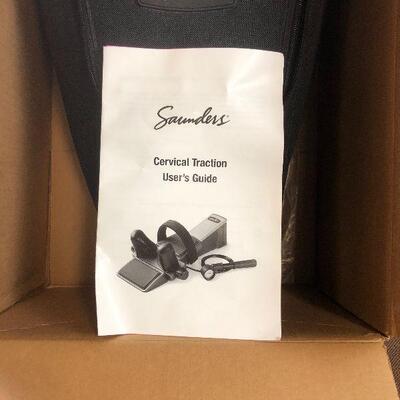 Saunders®
Cervical Traction
User's Guide